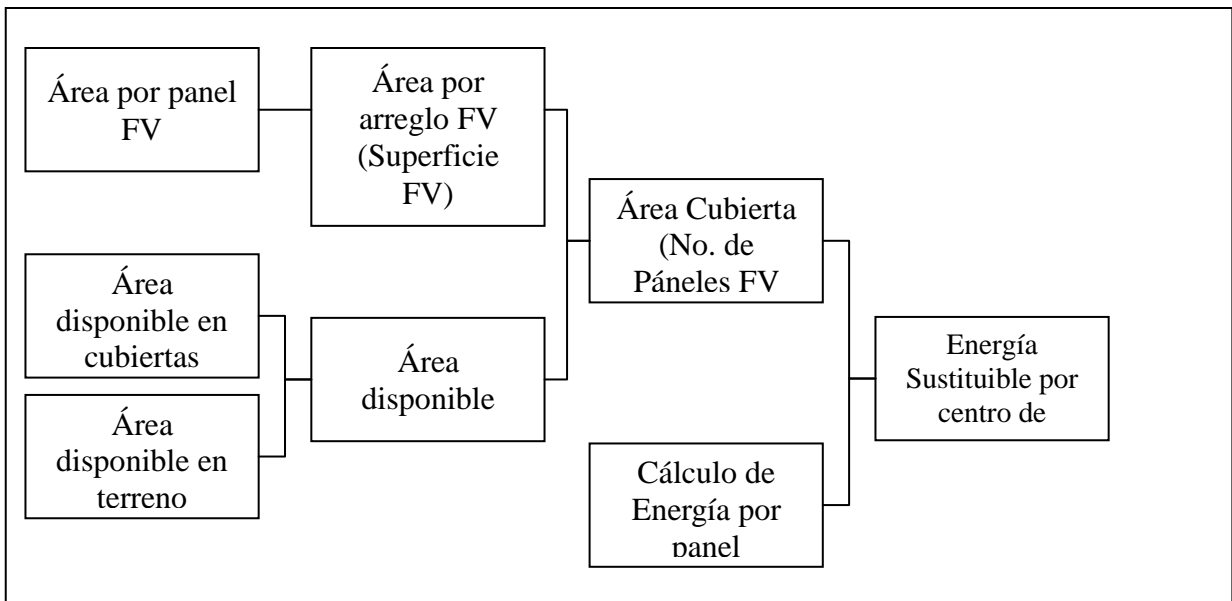 Área por panel
FV
Área por
arreglo FV
(Superficie
FV)
Área
disponible en
cubiertas
Área
disponible en
terreno
Área
disponible
Área Cubierta
(No. de
Páneles FV
Cálculo de
Energía por
panel
Energía
Sustituible por
centro de